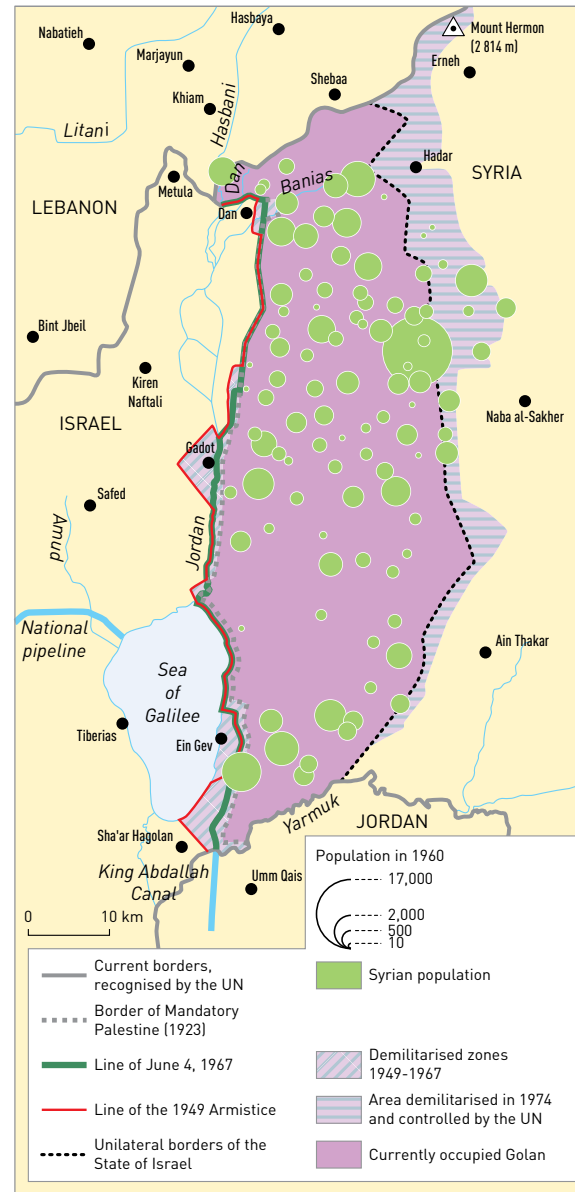 Hasbaya
Nabatieh
Mount Hermon
(2 814 m)
Marjayun
Erneh
Shebaa
Khiam
Hasbani
Litani
Hadar
SYRIA
Dan
Banias
Metula
LEBANON
Dan
Bint Jbeil
Kiren
Naftali
Naba al-Sakher
ISRAEL
Gadot
Safed
Jordan
Amud
National
pipeline
Ain Thakar
Sea
of
Galilee
Tiberias
Ein Gev
Yarmuk
JORDAN
Sha'ar Hagolan
King Abdallah
Canal
Umm Qais
0 10 km
Population in 1960
17,000
2,000
500
10
Current borders,
recognised by the UN
Border of Mandatory
Palestine (1923)
Line of June 4, 1967
Line of the 1949 Armistice
Unilateral borders of the
State of Israel
Syrian population
Demilitarised zones
1949-1967
Area demilitarised in 1974
and controlled by the UN
Currently occupied Golan